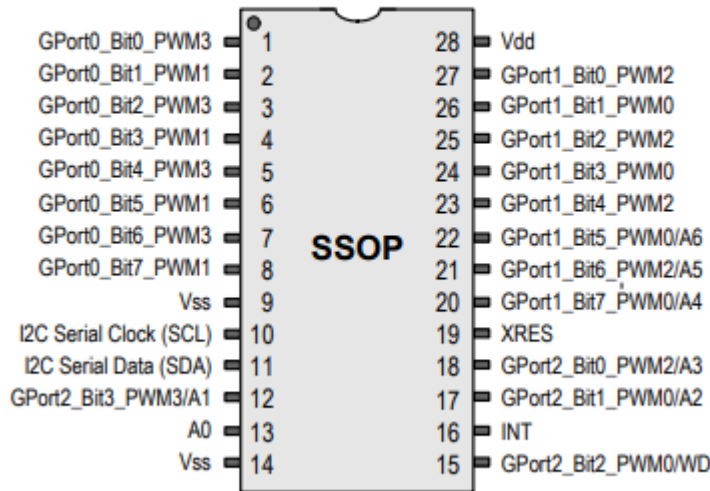 GPort0_Bit0_PWM3 1 28 Vdd
GPort0_Bit1_PWM1 2 27 GPort1_Bit0_PWM2
GPort0_Bit2_PWM3 3 26 GPort1_Bit1_PWM0
GPort0_Bit3_PWM1 4 25 GPort1_Bit2_PWM2
GPort0_Bit4_PWM3 5 24 GPort1_Bit3_PWM0
GPort0_Bit5_PWM1 6 23 GPort1_Bit4_PWM2
GPort0_Bit6_PWM3 7 SSOP 22 GPort1_Bit5_PWM0/A6
GPort0_Bit7_PWM1 8 21 GPort1_Bit6_PWM2/A5
Vss 9 20 GPort1_Bit7_PWM0/A4
I2C Serial Clock (SCL) 10 19 XRES
I2C Serial Data (SDA) 11 18 GPort2_Bit0_PWM2/A3
GPort2_Bit3_PWM3/A1 12 17 GPort2_Bit1_PWM0/A2
A0 13 16 INT
Vss 14 15 GPort2_Bit2_PWM0/WD